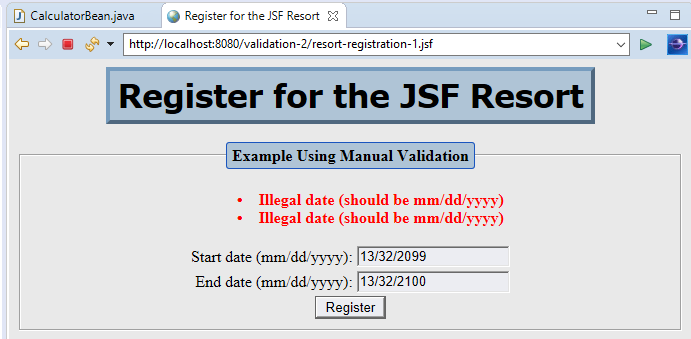 CalculatorBean.java
Register for the JSF Resort
http://localhost:8080/validation-2/resort-registration-1.jsf
Register for the JSF Resort
Example Using Manual Validation
• Illegal date (should be mm/dd/yyyy)
• Illegal date (should be mm/dd/yyyy)
Start date (mm/dd/yyyy): 13/32/2099
End date (mm/dd/yyyy): 13/32/2100
Register